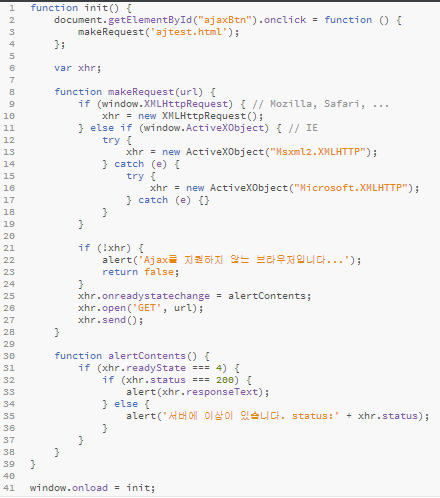 1 function init() {
2 document.getElementById("ajaxBtn").onclick = function () {
3 makeRequest('ajtest.html');
4 };
5
6 var xhr;
7
8 function makeRequest(url) {
9 if (window.XMLHttpRequest) { // Mozilla, Safari, ...
10 xhr = new XMLHttpRequest();
11 } else if (window.ActiveXObject) { // IE
12 try {
13 xhr = new ActiveXObject("Msxml2.XMLHTTP");
14 } catch (e) {
15 try {
16 xhr = new ActiveXObject("Microsoft.XMLHTTP");
17 } catch (e) {}
18 }
19 }
20
21 if (!xhr) {
22 alert('Ajax를 지원하지 않는 브라우저입니다...');
23 return false;
24 }
25 xhr.onreadystatechange = alertContents;
26 xhr.open('GET', url);
27 xhr.send();
28 }
29
30 function alertContents() {
31 if (xhr.readyState === 4) {
32 if (xhr.status === 200) {
33 alert(xhr.responseText);
34 } else {
35 alert('서버에 이상이 있습니다. status:' + xhr.status);
36 }
37 }
38 }
39 }
40
41 window.onload = init;